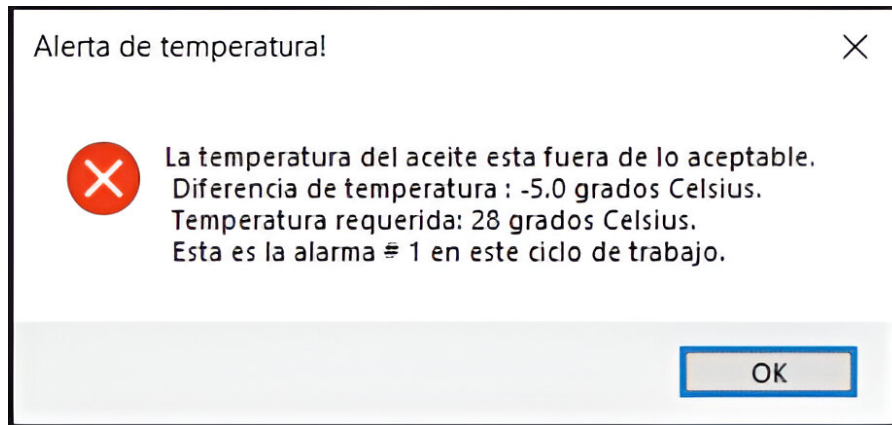 Alerta de temperatura!
La temperatura del aceite esta fuera de lo aceptable.
Diferencia de temperatura : -5.0 grados Celsius.
Temperatura requerida: 28 grados Celsius.
Esta es la alarma # 1 en este ciclo de trabajo.
OK